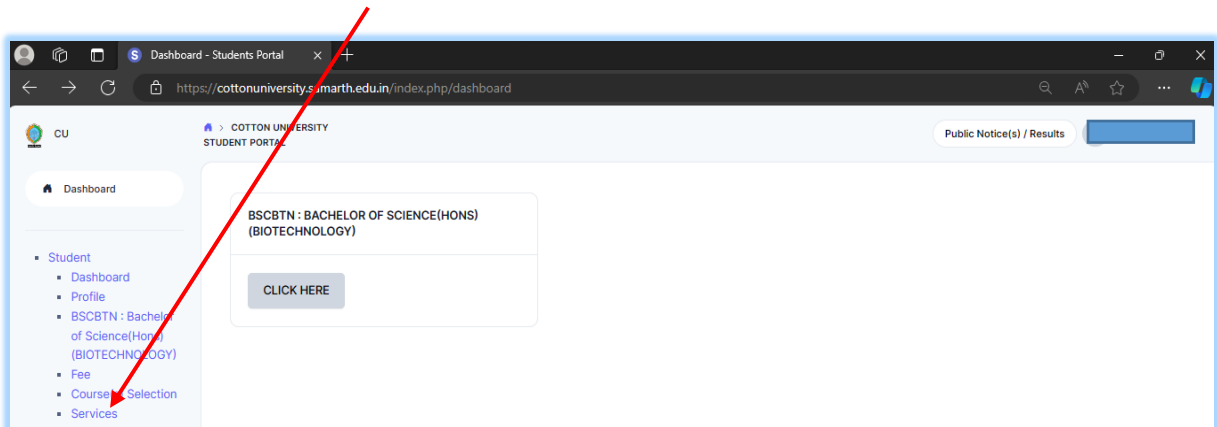 Dashboard - Students Portal
https://cottonuniversity.samarth.edu.in/index.php/dashboard
CU
> COTTON UNIVERSITY
STUDENT PORTAL
Public Notice(s) / Results
Dashboard
BSCBTN : BACHELOR OF SCIENCE(HONS)
(BIOTECHNOLOGY)
CLICK HERE
Student
Dashboard
Profile
BSCBTN : Bachelor
of Science(Hons)
(BIOTECHNOLOGY)
Fee
Course Selection
Services